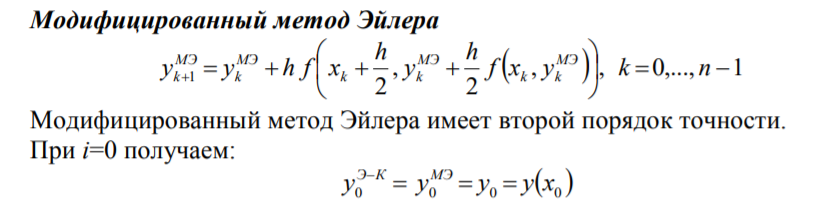 Модифицированный метод Эйлера
y_{k+1}^{МЭ} = y_k^{МЭ} + h f( x_k + h/2 , y_k^{МЭ} + h/2 f(x_k , y_k^{МЭ}) ), k = 0,..., n − 1
Модифицированный метод Эйлера имеет второй порядок точности.
При i=0 получаем:
y_0^{Э−К} = y_0^{МЭ} = y_0 = y(x_0)